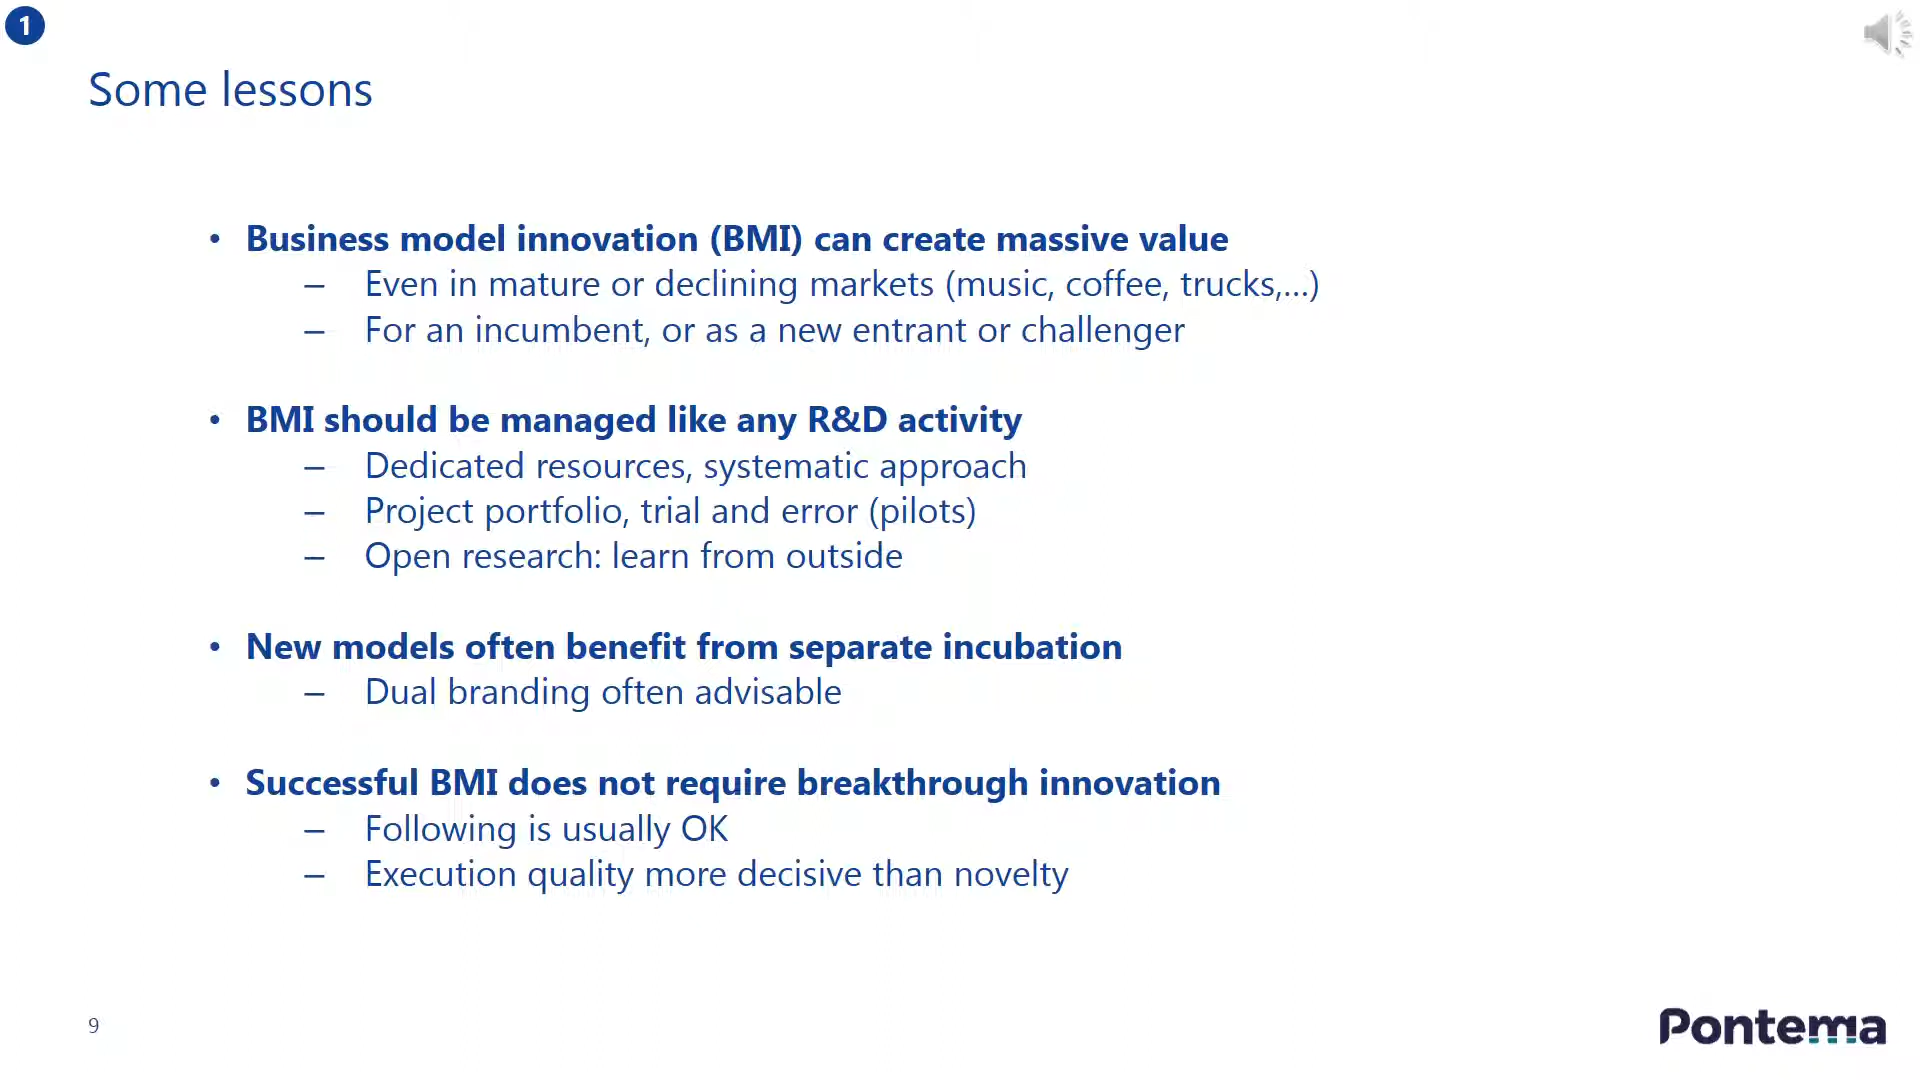 1
Some lessons
• Business model innovation (BMI) can create massive value
– Even in mature or declining markets (music, coffee, trucks,...)
– For an incumbent, or as a new entrant or challenger
• BMI should be managed like any R&D activity
– Dedicated resources, systematic approach
– Project portfolio, trial and error (pilots)
– Open research: learn from outside
• New models often benefit from separate incubation
– Dual branding often advisable
• Successful BMI does not require breakthrough innovation
– Following is usually OK
– Execution quality more decisive than novelty
9
Pontema